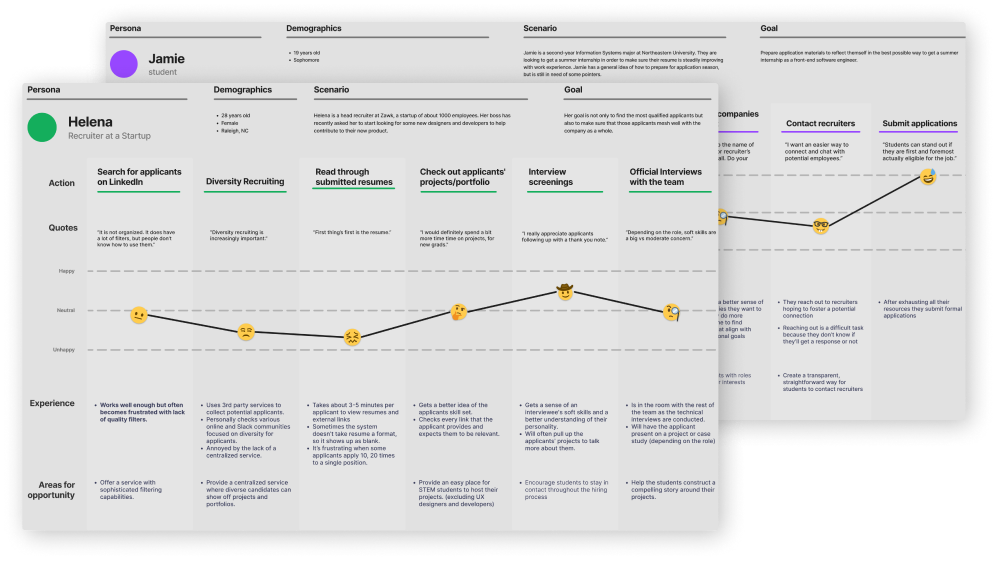 Persona
Demographics
Scenario
Goal
Jamie
student
19 years old
Sophomore
Jamie is a second-year Information Systems major at Northeastern University. They are
looking to get a summer internship in order to make sure their resume is steadily improving
with work experience. Jamie has a general idea of how to prepare for application season,
but is still in need of some pointers.
Prepare application materials to reflect themselves in the best possible way to get a summer
internship as a front-end software engineer.
companies
Contact recruiters
Submit applications
the name of
r recruiter's
all. Do your
"I want an easier way to
connect and chat with
potential employees."
"Students can stand out if
they are first and foremost
actually eligible for the job."
a better sense of
ies they want to
do more
ne to find
at align with
onal goals
They reach out to recruiters
hoping to foster a potential
connection
Reaching out is a difficult task
because they don't know if
they'll get a response or not
After exhausting all their
resources they submit formal
applications
ts with roles
r interests
Create a transparent,
straightforward way for
students to contact recruiters
Persona
Demographics
Scenario
Goal
Helena
Recruiter at a Startup
28 years old
Female
Raleigh, NC
Helena is a head recruiter at Zawk, a startup of about 1000 employees. Her boss has
recently asked her to start looking for some new designers and developers to help
contribute to their new product.
Her goal is not only to find the most qualified applicants but
also to make sure that those applicants mesh well with the
company as a whole.
Action
Search for applicants
on LinkedIn
Diversity Recruiting
Read through
submitted resumes
Check out applicants'
projects/portfolio
Interview
screenings
Official Interviews
with the team
Quotes
"It is not organized. It does have
a lot of filters, but people don't
know how to use them."
"Diversity recruiting is
increasingly important."
"First thing's first is the resume."
"I would definitely spend a bit
more time time on projects, for
new grads."
"I really appreciate applicants
following up with a thank you note."
"Depending on the role, soft skills are
a big vs moderate concern."
Happy
Neutral
Unhappy
Experience
Works well enough but often
becomes frustrated with lack
of quality filters.
Uses 3rd party services to
collect potential applicants.
Personally checks various
online and Slack communities
focused on diversity for
applicants.
Annoyed by the lack of a
centralized service.
Takes about 3-5 minutes per
applicant to view resumes and
external links
Sometimes the system
doesn't take resume a format,
so it shows up as blank.
It's frustrating when some
applicants apply 10, 20 times
to a single position.
Gets a better idea of the
applicants skill set.
Checks every link that the
applicant provides and
expects them to be relevant.
Gets a sense of an
interviewee's soft skills and a
better understanding of their
personality.
Will often pull up the
applicants' projects to talk
more about them.
Is in the room with the rest of
the team as the technical
interviews are conducted.
Will have the applicant
present on a project or case
study (depending on the role)
Areas for
opportunity
Offer a service with
sophisticated filtering
capabilities.
Provide a centralized service
where diverse candidates can
show off projects and
portfolios.
Provide an easy place for
STEM students to host their
projects. (excluding UX
designers and developers)
Encourage students to stay in
contact throughout the hiring
process
Help the students construct a
compelling story around their
projects.